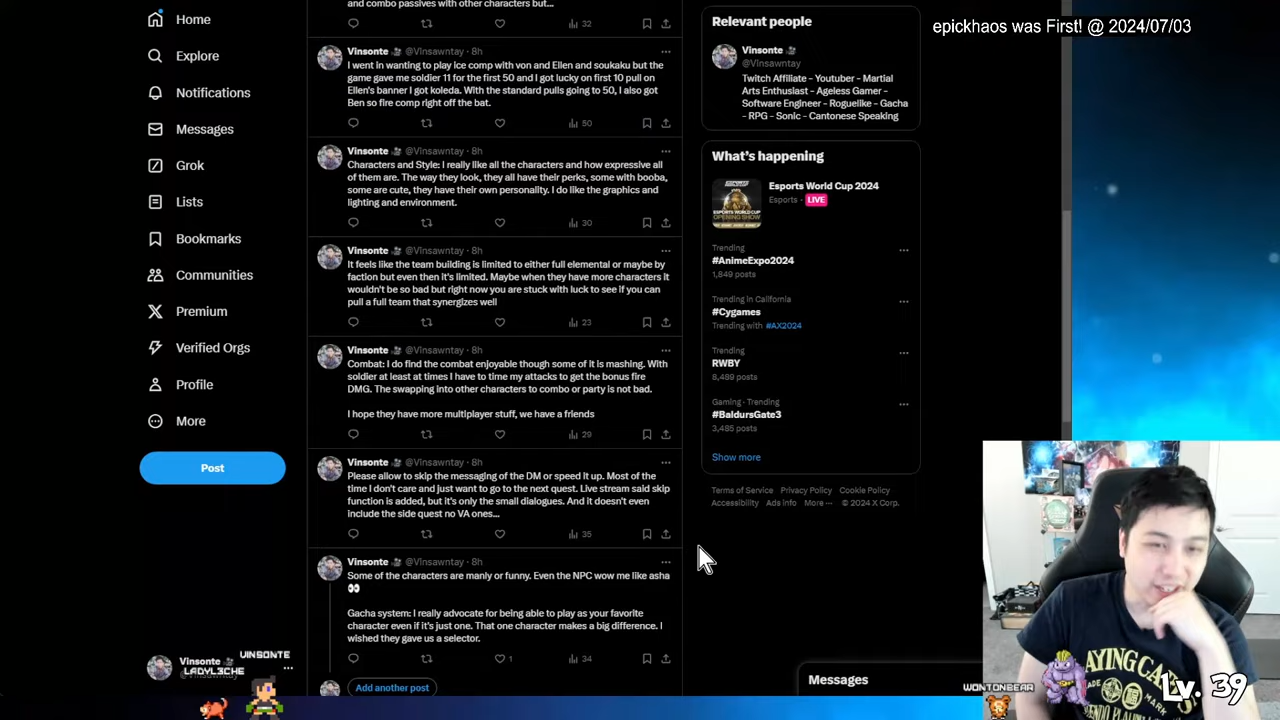 epickhaos was First! @ 2024/07/03
Home
Explore
Notifications
Messages
Grok
Lists
Bookmarks
Communities
Premium
Verified Orgs
Profile
More
Post
Vinsonte
VINSONTE
LADYL3CHE
and combo passives with other characters but...
32
Vinsonte @Vinsawntay · 8h
I went in wanting to play ice comp with von and Ellen and soukaku but the
game gave me soldier 11 for the first 50 and I got lucky on first 10 pull on
Ellen's banner I got koleda. With the standard pulls going to 50, I also got
Ben so fire comp right off the bat.
50
Vinsonte @Vinsawntay · 8h
Characters and Style: I really like all the characters and how expressive all
of them are. The way they look, they all have their perks, some with booba,
some are cute, they have their own personality. I do like the graphics and
lighting and environment.
30
Vinsonte @Vinsawntay · 8h
It feels like the team building is limited to either full elemental or maybe by
faction but even then it's limited. Maybe when they have more characters it
wouldn't be so bad but right now you are stuck with luck to see if you can
pull a full team that synergizes well
23
Vinsonte @Vinsawntay · 8h
Combat: I do find the combat enjoyable though some of it is mashing. With
soldier at least at times I have to time my attacks to get the bonus fire
DMG. The swapping into other characters to combo or party is not bad.
I hope they have more multiplayer stuff, we have a friends
29
Vinsonte @Vinsawntay · 8h
Please allow to skip the messaging of the DM or speed it up. Most of the
time I don't care and just want to go to the next quest. Live stream said skip
function is added, but it's only the small dialogues. And it doesn't even
include the side quest no VA ones...
35
Vinsonte @Vinsawntay · 8h
Some of the characters are manly or funny. Even the NPC wow me like asha
👀
Gacha system: I really advocate for being able to play as your favorite
character even if it's just one. That one character makes a big difference. I
wished they gave us a selector.
1
34
Add another post
Relevant people
Vinsonte
@Vinsawntay
Twitch Affiliate - Youtuber - Martial
Arts Enthusiast - Ageless Gamer -
Software Engineer - Roguelike - Gacha
- RPG - Sonic - Cantonese Speaking
What's happening
Esports World Cup 2024
Esports · LIVE
ESPORTS WORLD CUP
OPENING SHOW
Trending
#AnimeExpo2024
1,849 posts
Trending in California
#Cygames
Trending with #AX2024
Trending
RWBY
8,489 posts
Gaming · Trending
#BaldursGate3
3,485 posts
Show more
Terms of Service Privacy Policy Cookie Policy
Accessibility Ads info More ··· © 2024 X Corp.
Messages
WONTONBEAR
Lv. 39